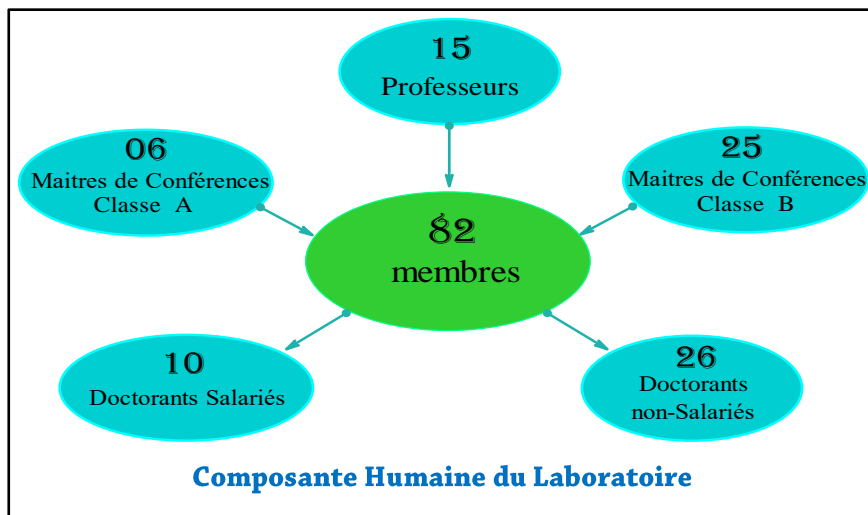 15
Professeurs
06
Maitres de Conférences
Classe A
25
Maitres de Conférences
Classe B
82
membres
10
Doctorants Salariés
26
Doctorants
non-Salariés
Composante Humaine du Laboratoire